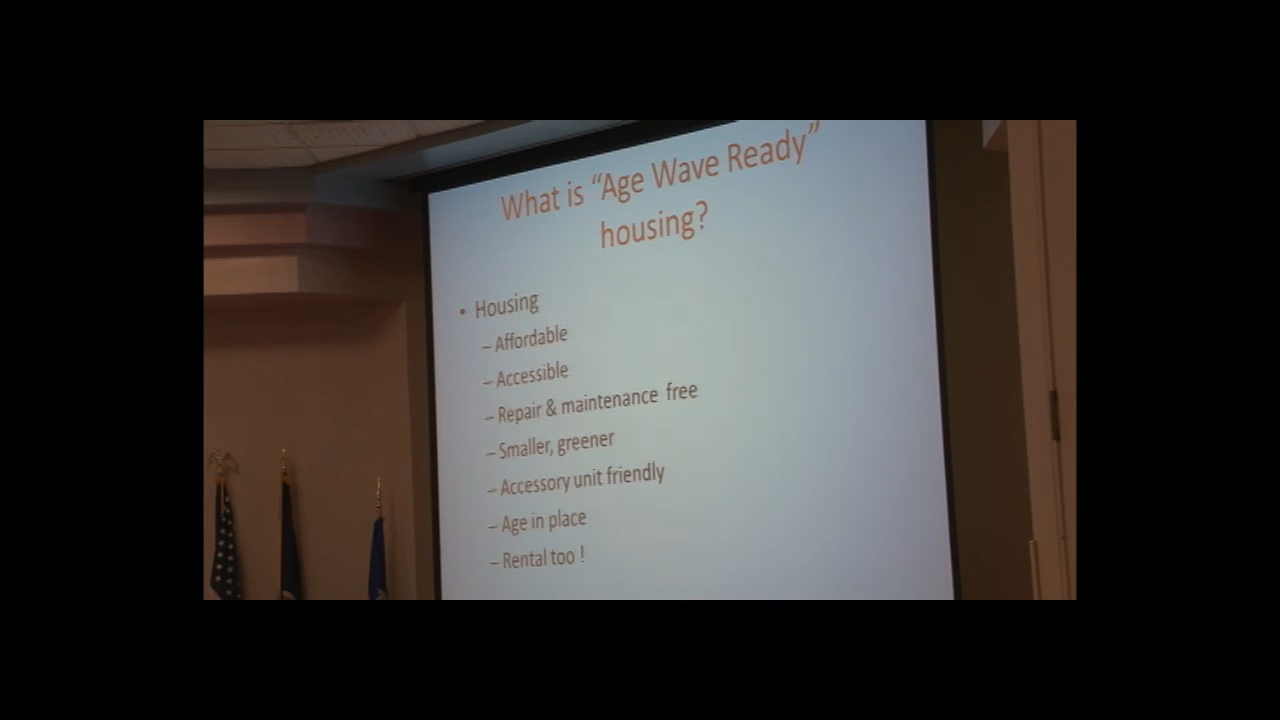 What is “Age Wave Ready”
housing?
• Housing
– Affordable
– Accessible
– Repair & maintenance free
– Smaller, greener
– Accessory unit friendly
– Age in place
– Rental too !